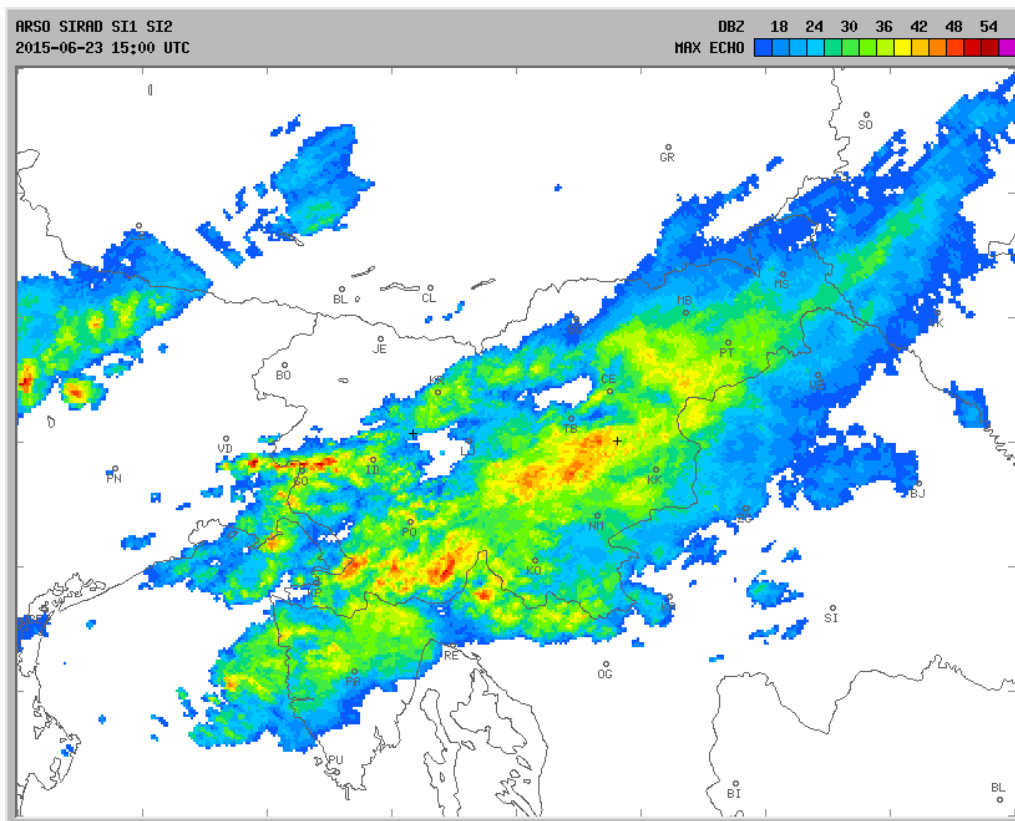 ARSO SIRAD SI1 SI2
2015-06-23 15:00 UTC
DBZ 18 24 30 36 42 48 54
MAX ECHO
SO
GR
BL
CL
MS
MB
JE
PT
BO
KR
CE
VD
TB
LJ
PN
GO
ID
KK
BJ
PO
NM
ZG
KO
KP
KA
SI
RE
OG
PA
PU
BI
BL